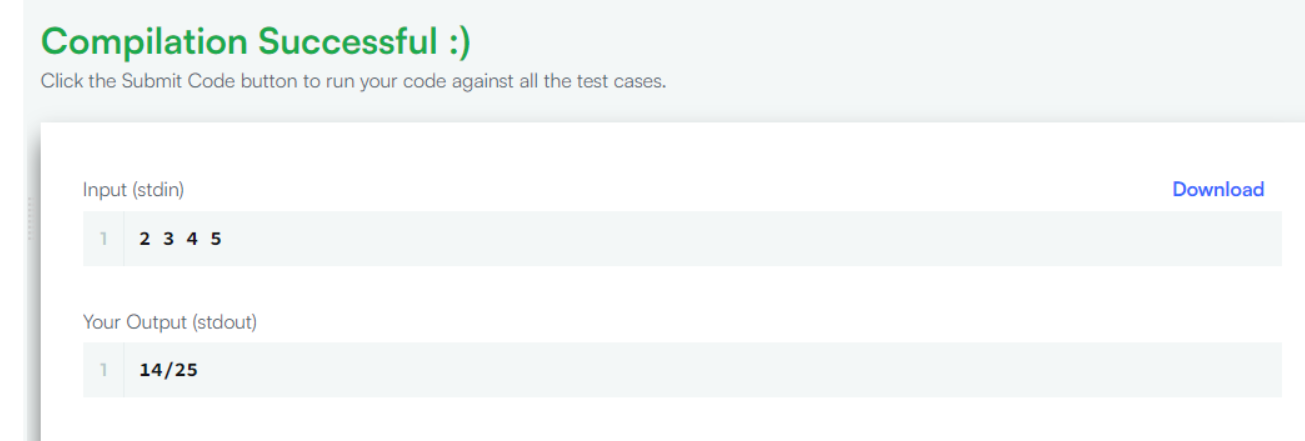 Compilation Successful :)
Click the Submit Code button to run your code against all the test cases.
Input (stdin)
Download
1 2 3 4 5
Your Output (stdout)
1 14/25